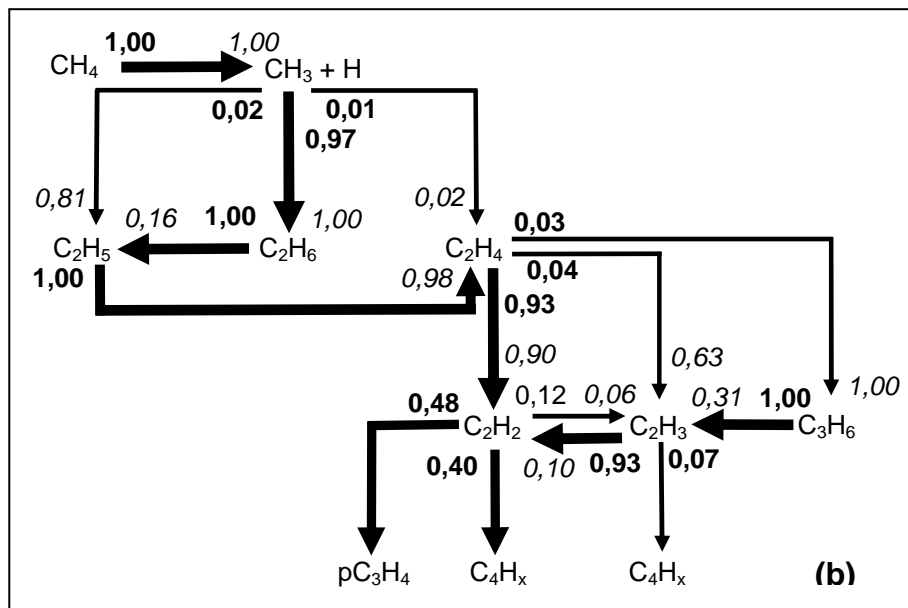 1,00 1,00
CH4 CH3 + H
0,02 0,01
0,97
0,81 0,16 1,00 1,00 0,02 0,03
C2H5 C2H6 C2H4
1,00 0,98 0,04
0,93
0,90 0,63
0,48 0,12 0,06 0,31 1,00 1,00
C2H2 C2H3 C3H6
0,40 0,10 0,93 0,07
pC3H4 C4Hx C4Hx (b)